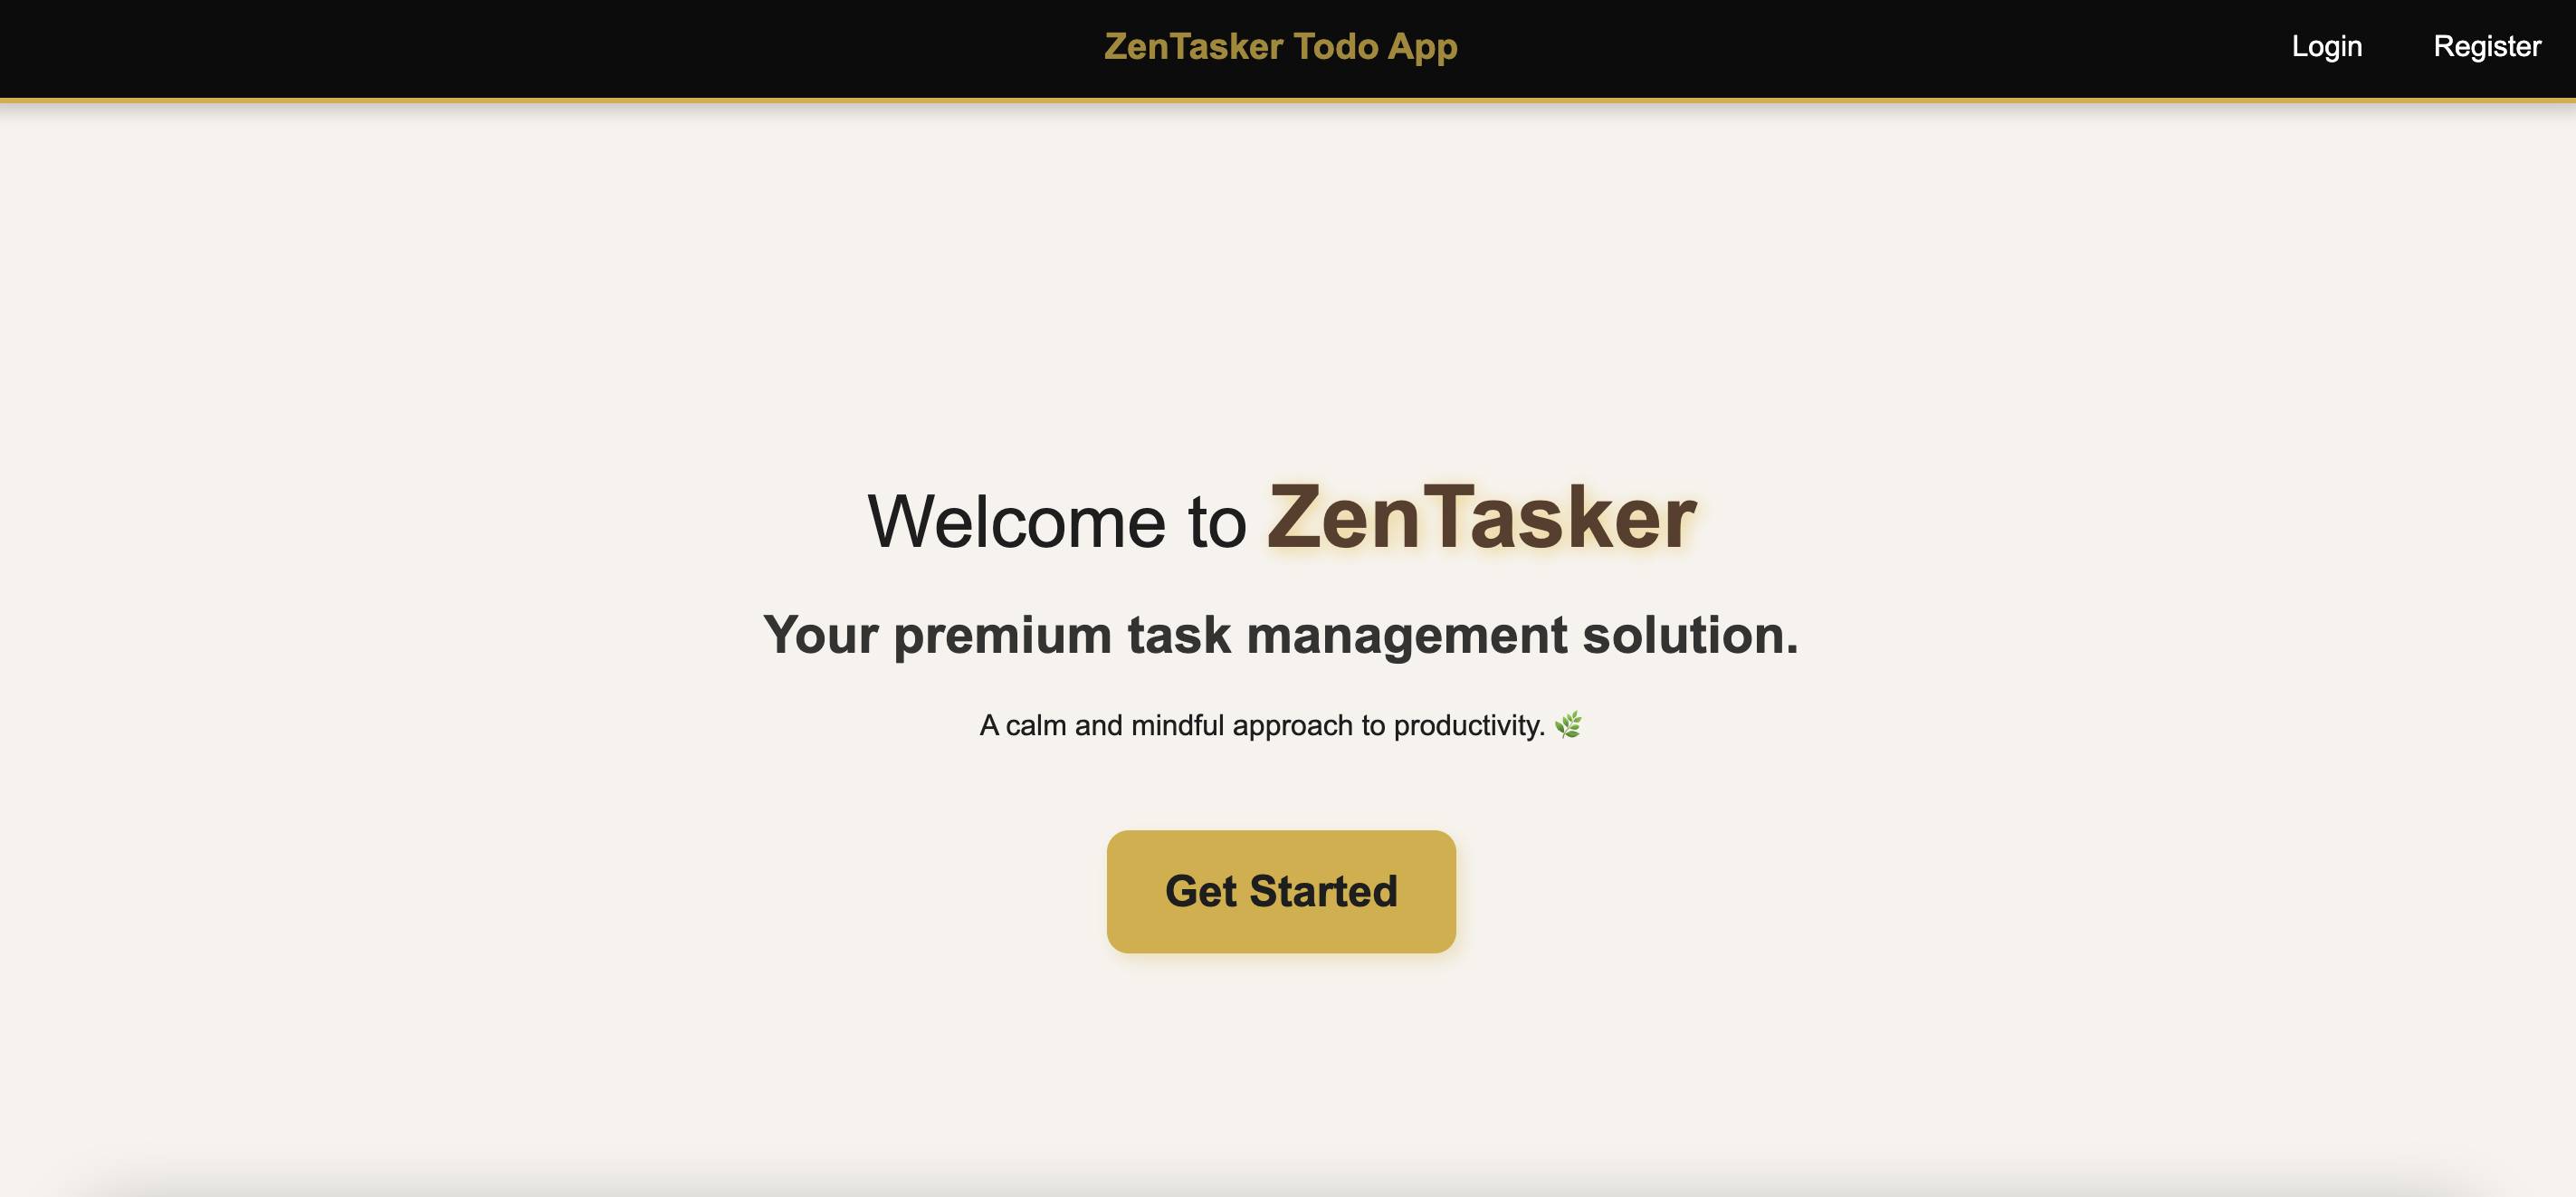 ZenTasker Todo App
Login
Register
Welcome to ZenTasker
Your premium task management solution.
A calm and mindful approach to productivity. 🌿
Get Started